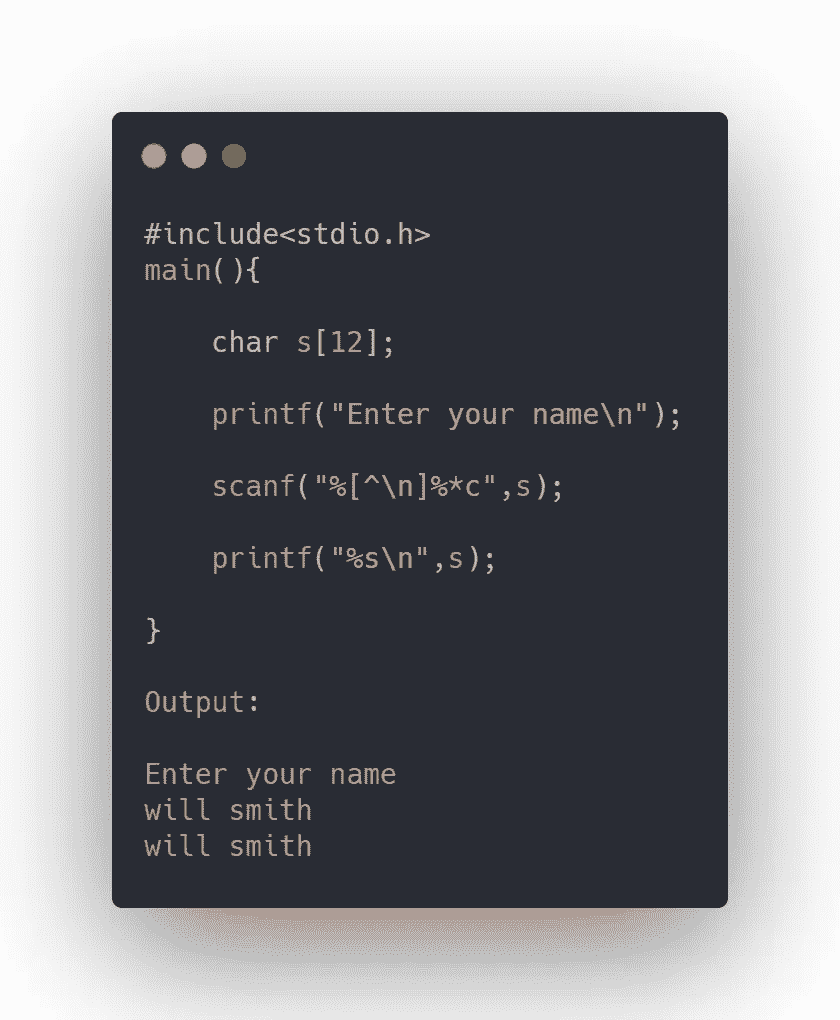 #include<stdio.h>
main(){
char s[12];
printf("Enter your name\n");
scanf("%[^\n]%*c",s);
printf("%s\n",s);
}
Output:
Enter your name
will smith
will smith